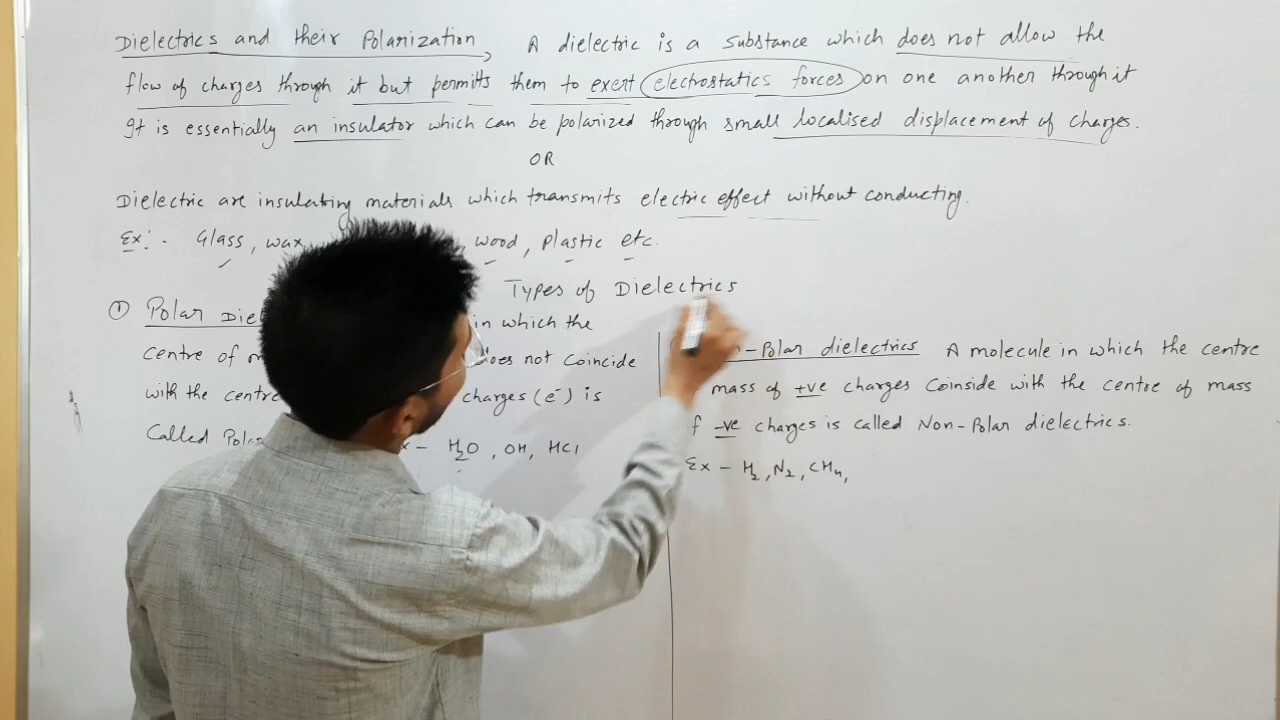 Dielectrics and their Polarization, A dielectric is a substance which does not allow the
flow of charges through it but permitts them to exert electrostatics forces on one another through it
It is essentially an insulator which can be polarized through small localised displacement of charges.
OR
Dielectric are insulating materials which transmits electric effect without conducting.
Ex:- Glass, wax, wood, plastic etc.
Types of Dielectrics
① Polar in which the
centre of does not coincide
with the charges (e⁻) is
Called H₂O, OH, HCl
-Polar dielectrics A molecule in which the centre
mass of +ve charges coinside with the centre of mass
-ve charges is called Non-Polar dielectrics.
Ex - H₂, N₂, CH₄,